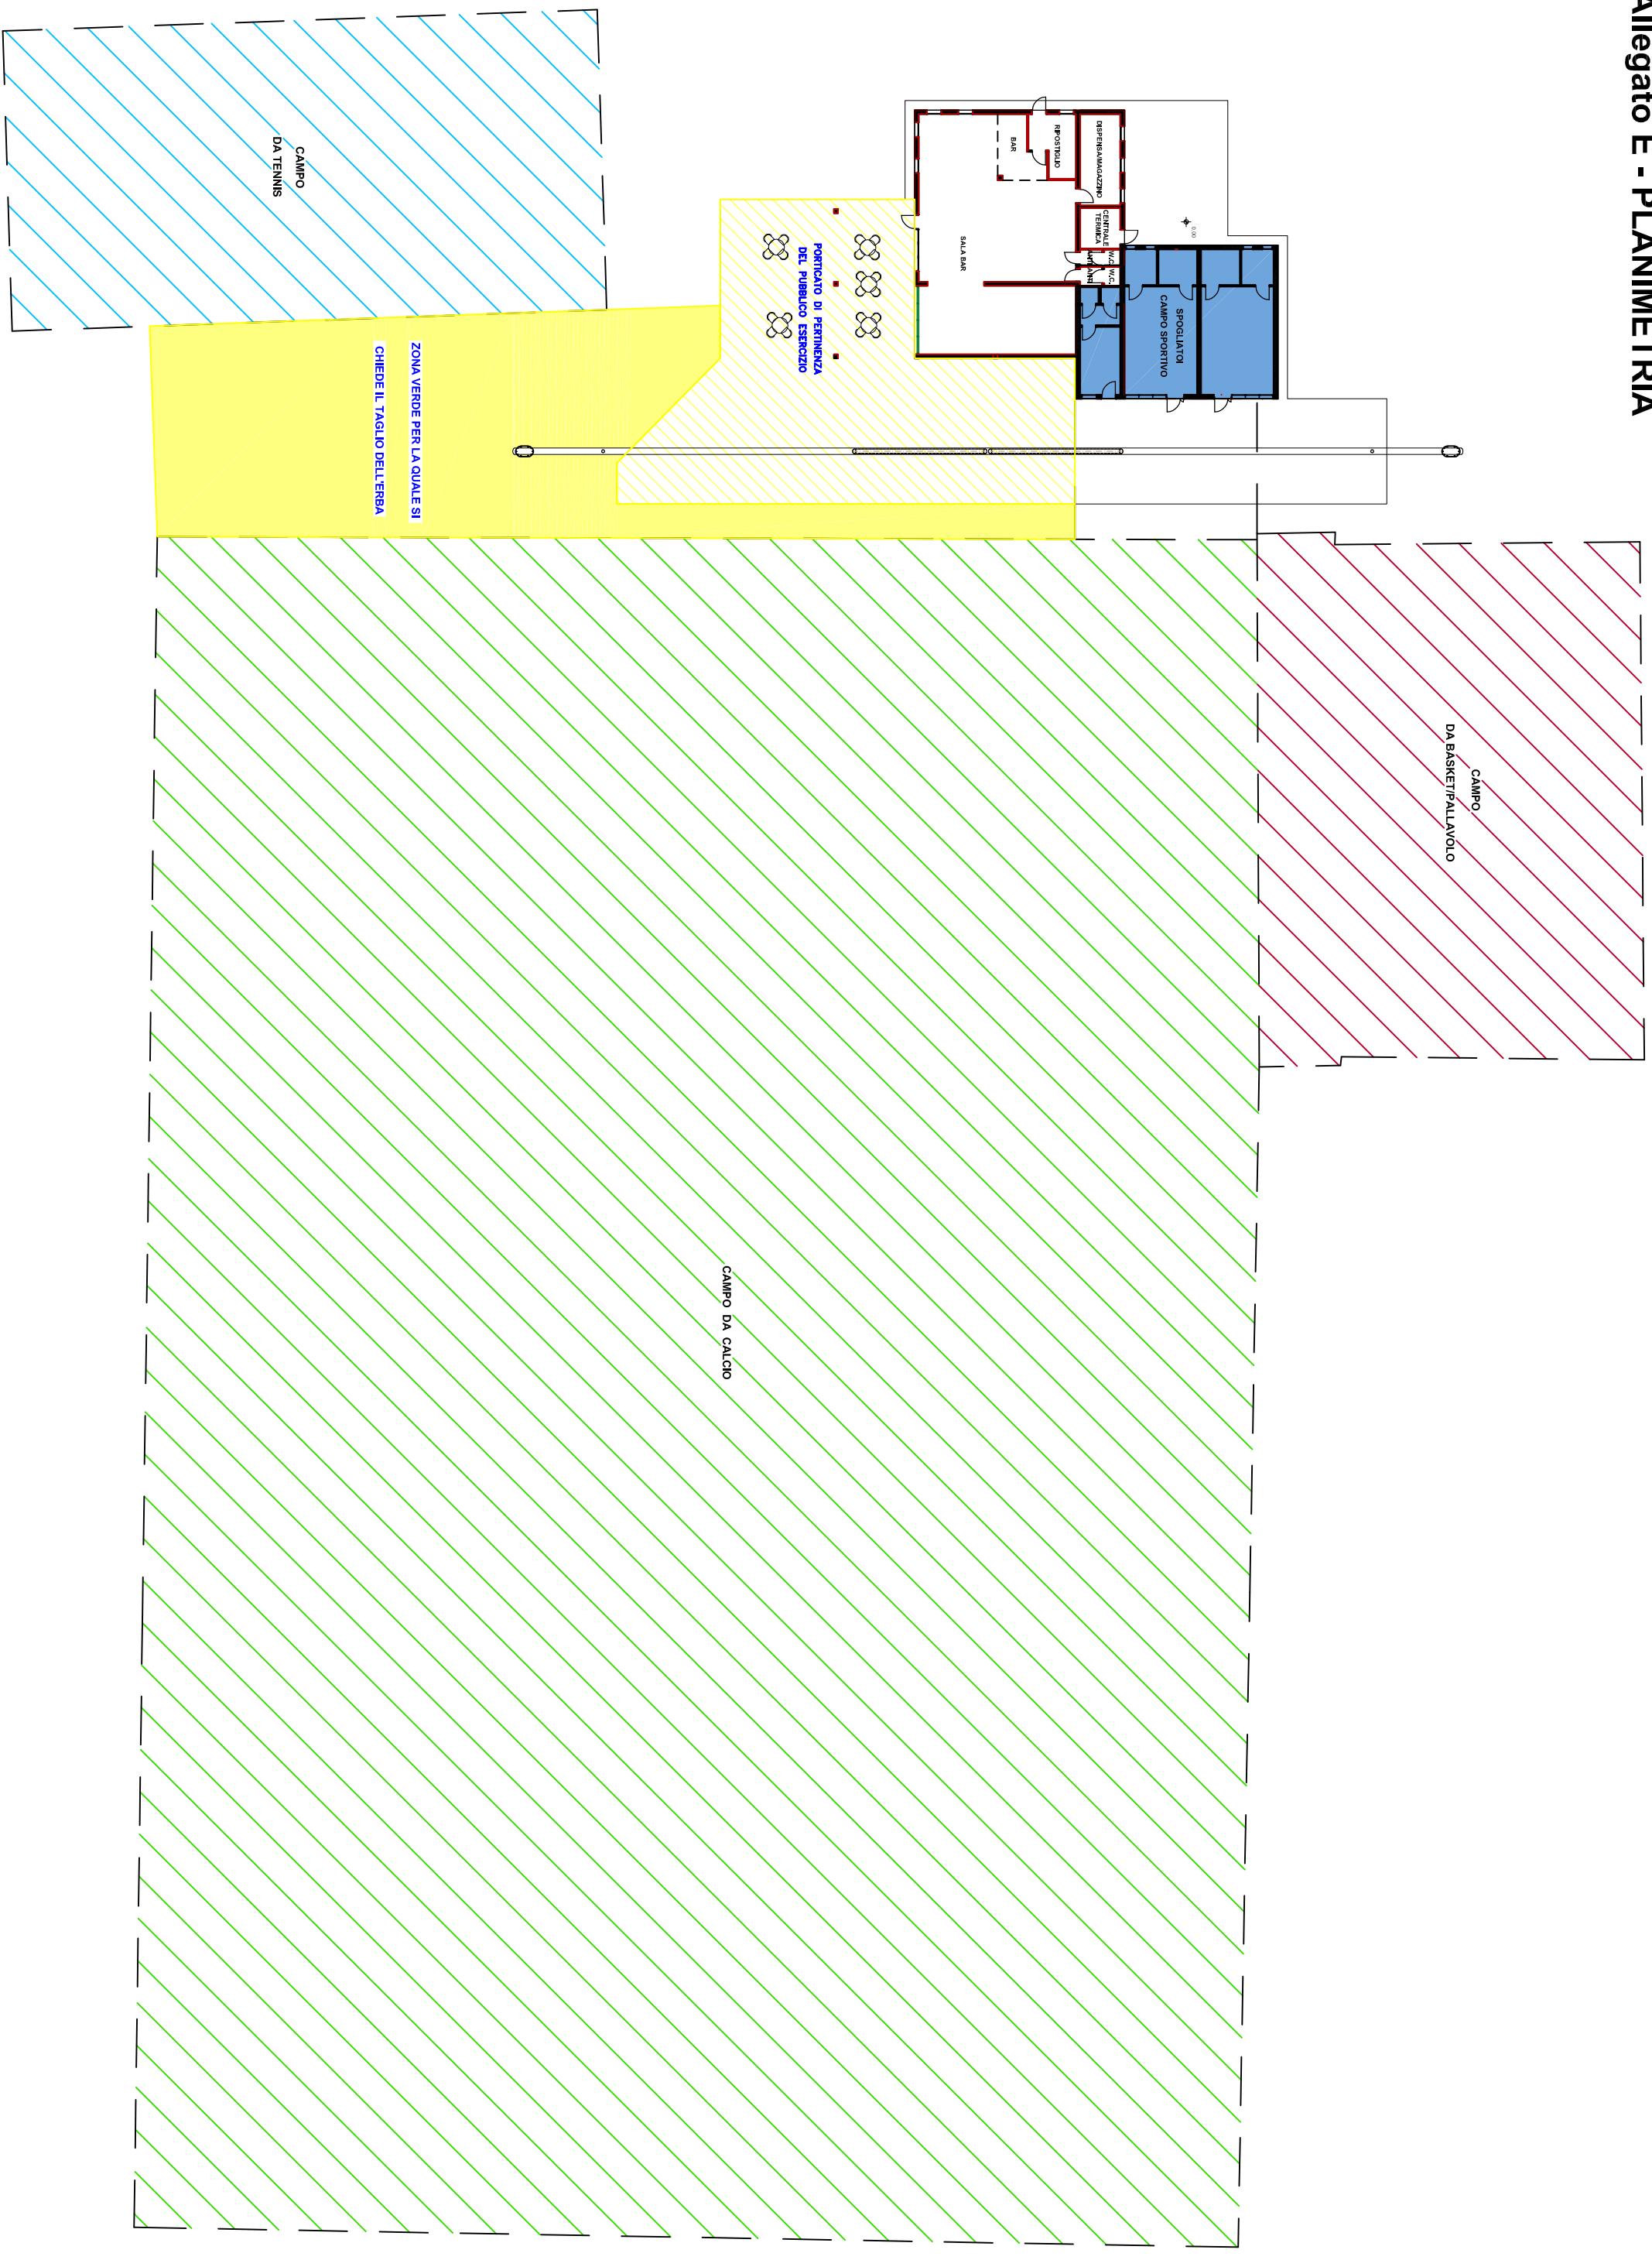 Allegato E - PLANIMETRIA
CAMPO
DA BASKET/PALLAVOLO
0.00
SPOGLIATOI
CAMPO SPORTIVO
DISPENSA/MAGAZZINO
CENTRALE
TERMICA
W.C.
W.C.
RIPOSTIGLIO
BAR
SALA BAR
PORTICATO DI PERTINENZA
DEL PUBBLICO ESERCIZIO
CAMPO DA CALCIO
ZONA VERDE PER LA QUALE SI
CHIEDE IL TAGLIO DELL'ERBA
CAMPO
DA TENNIS